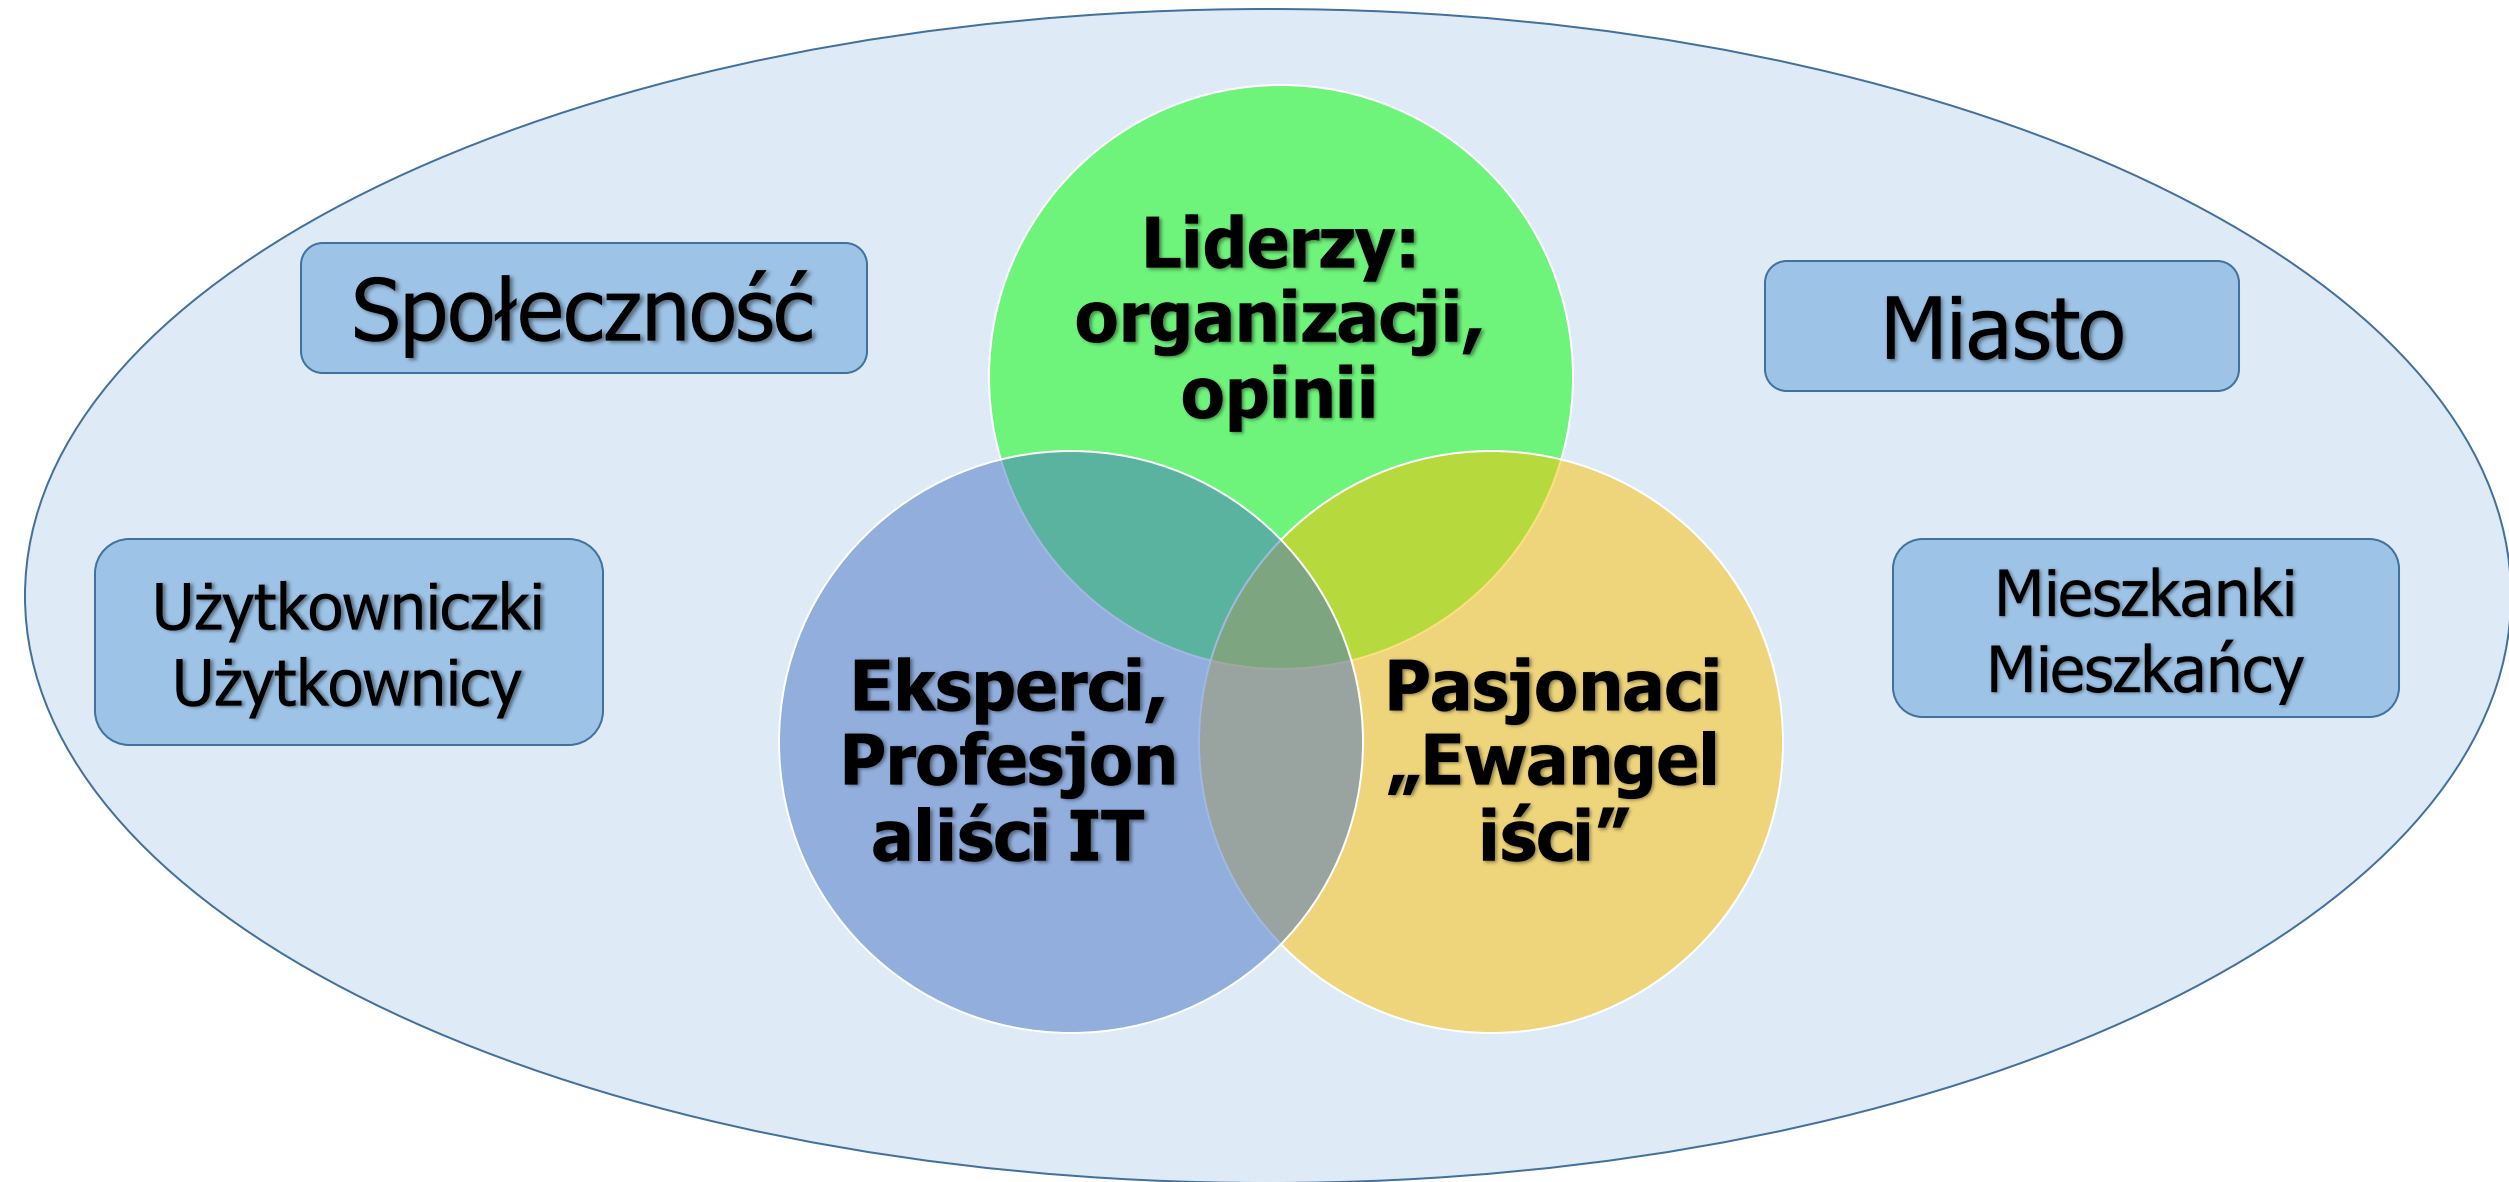 Społeczność
Liderzy:
organizacji,
opinii
Miasto
Użytkowniczki
Użytkownicy
Mieszkanki
Mieszkańcy
Eksperci,
Profesjon
aliści IT
Pasjonaci
„Ewangel
iści”